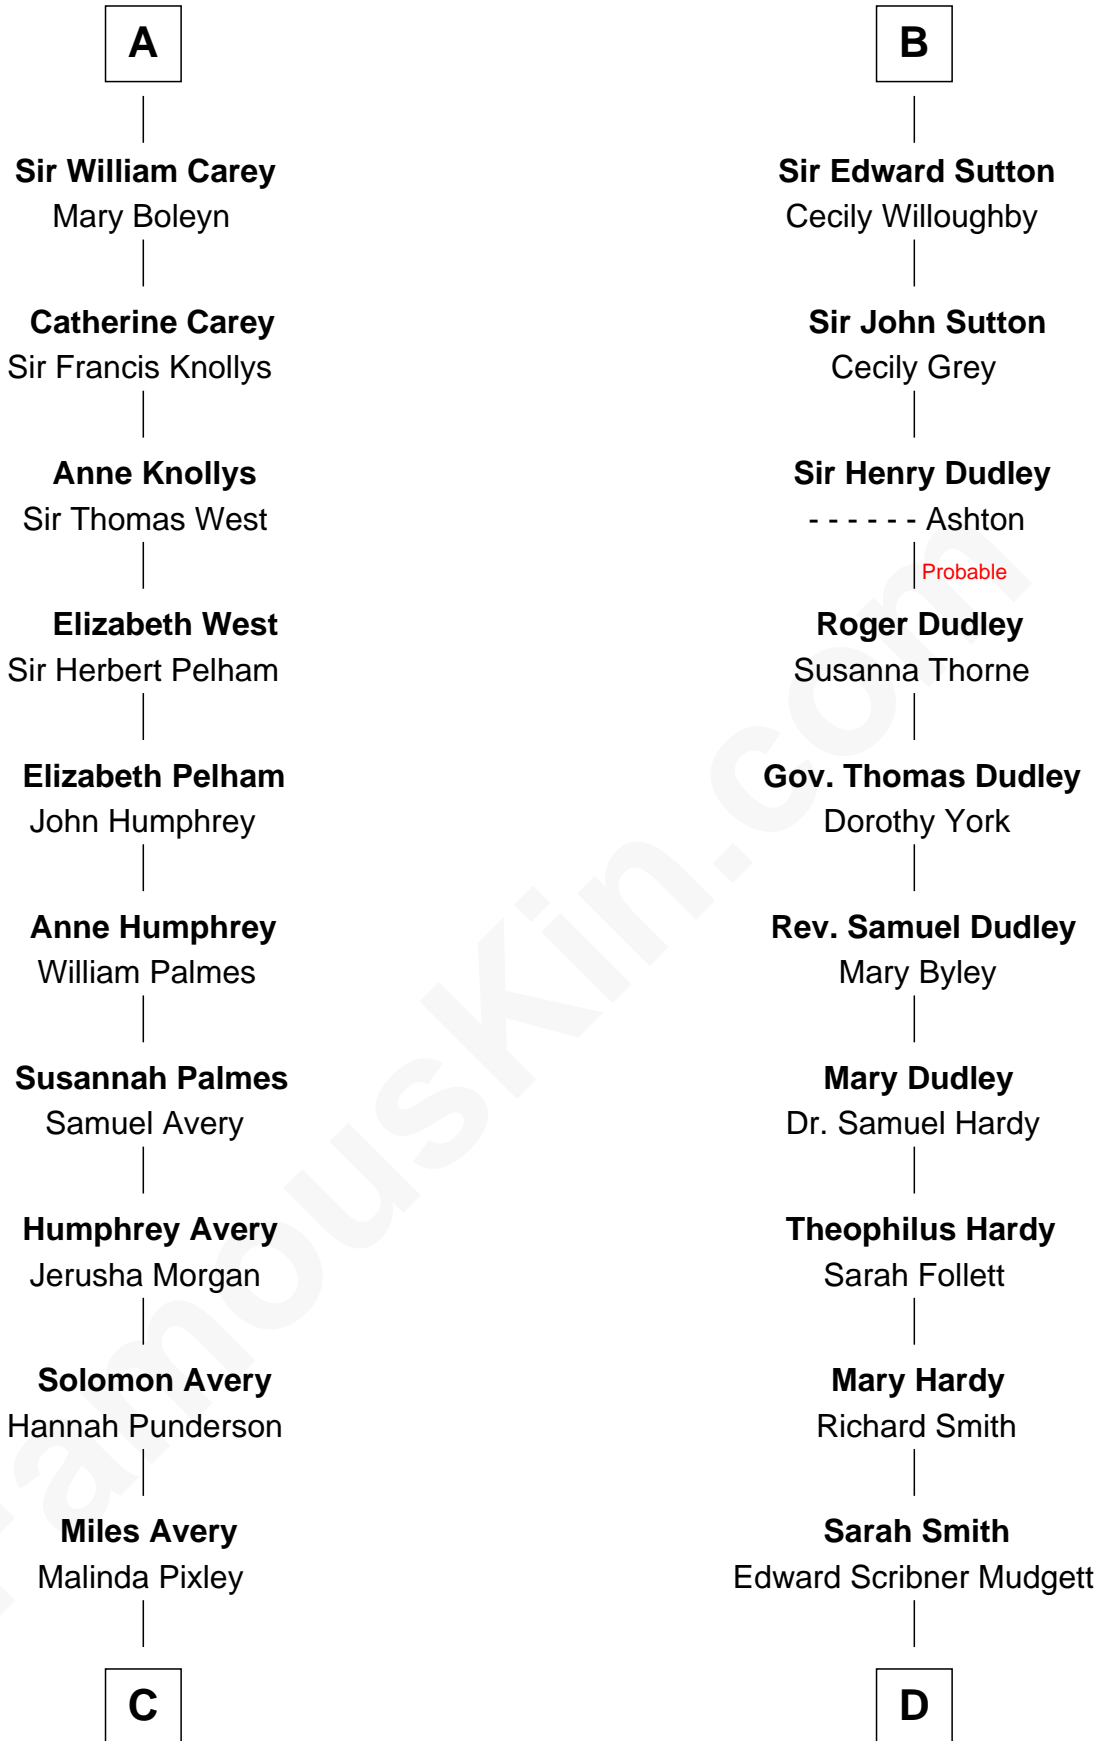 A
Sir William Carey
Mary Boleyn
Catherine Carey
Sir Francis Knollys
Anne Knollys
Sir Thomas West
Elizabeth West
Sir Herbert Pelham
Elizabeth Pelham
John Humphrey
Anne Humphrey
William Palmes
Susannah Palmes
Samuel Avery
Humphrey Avery
Jerusha Morgan
Solomon Avery
Hannah Punderson
Miles Avery
Malinda Pixley
C
B
Sir Edward Sutton
Cecily Willoughby
Sir John Sutton
Cecily Grey
Sir Henry Dudley
- - - - - - Ashton
Probable
Roger Dudley
Susanna Thorne
Gov. Thomas Dudley
Dorothy York
Rev. Samuel Dudley
Mary Byley
Mary Dudley
Dr. Samuel Hardy
Theophilus Hardy
Sarah Follett
Mary Hardy
Richard Smith
Sarah Smith
Edward Scribner Mudgett
D
FamousKin.com